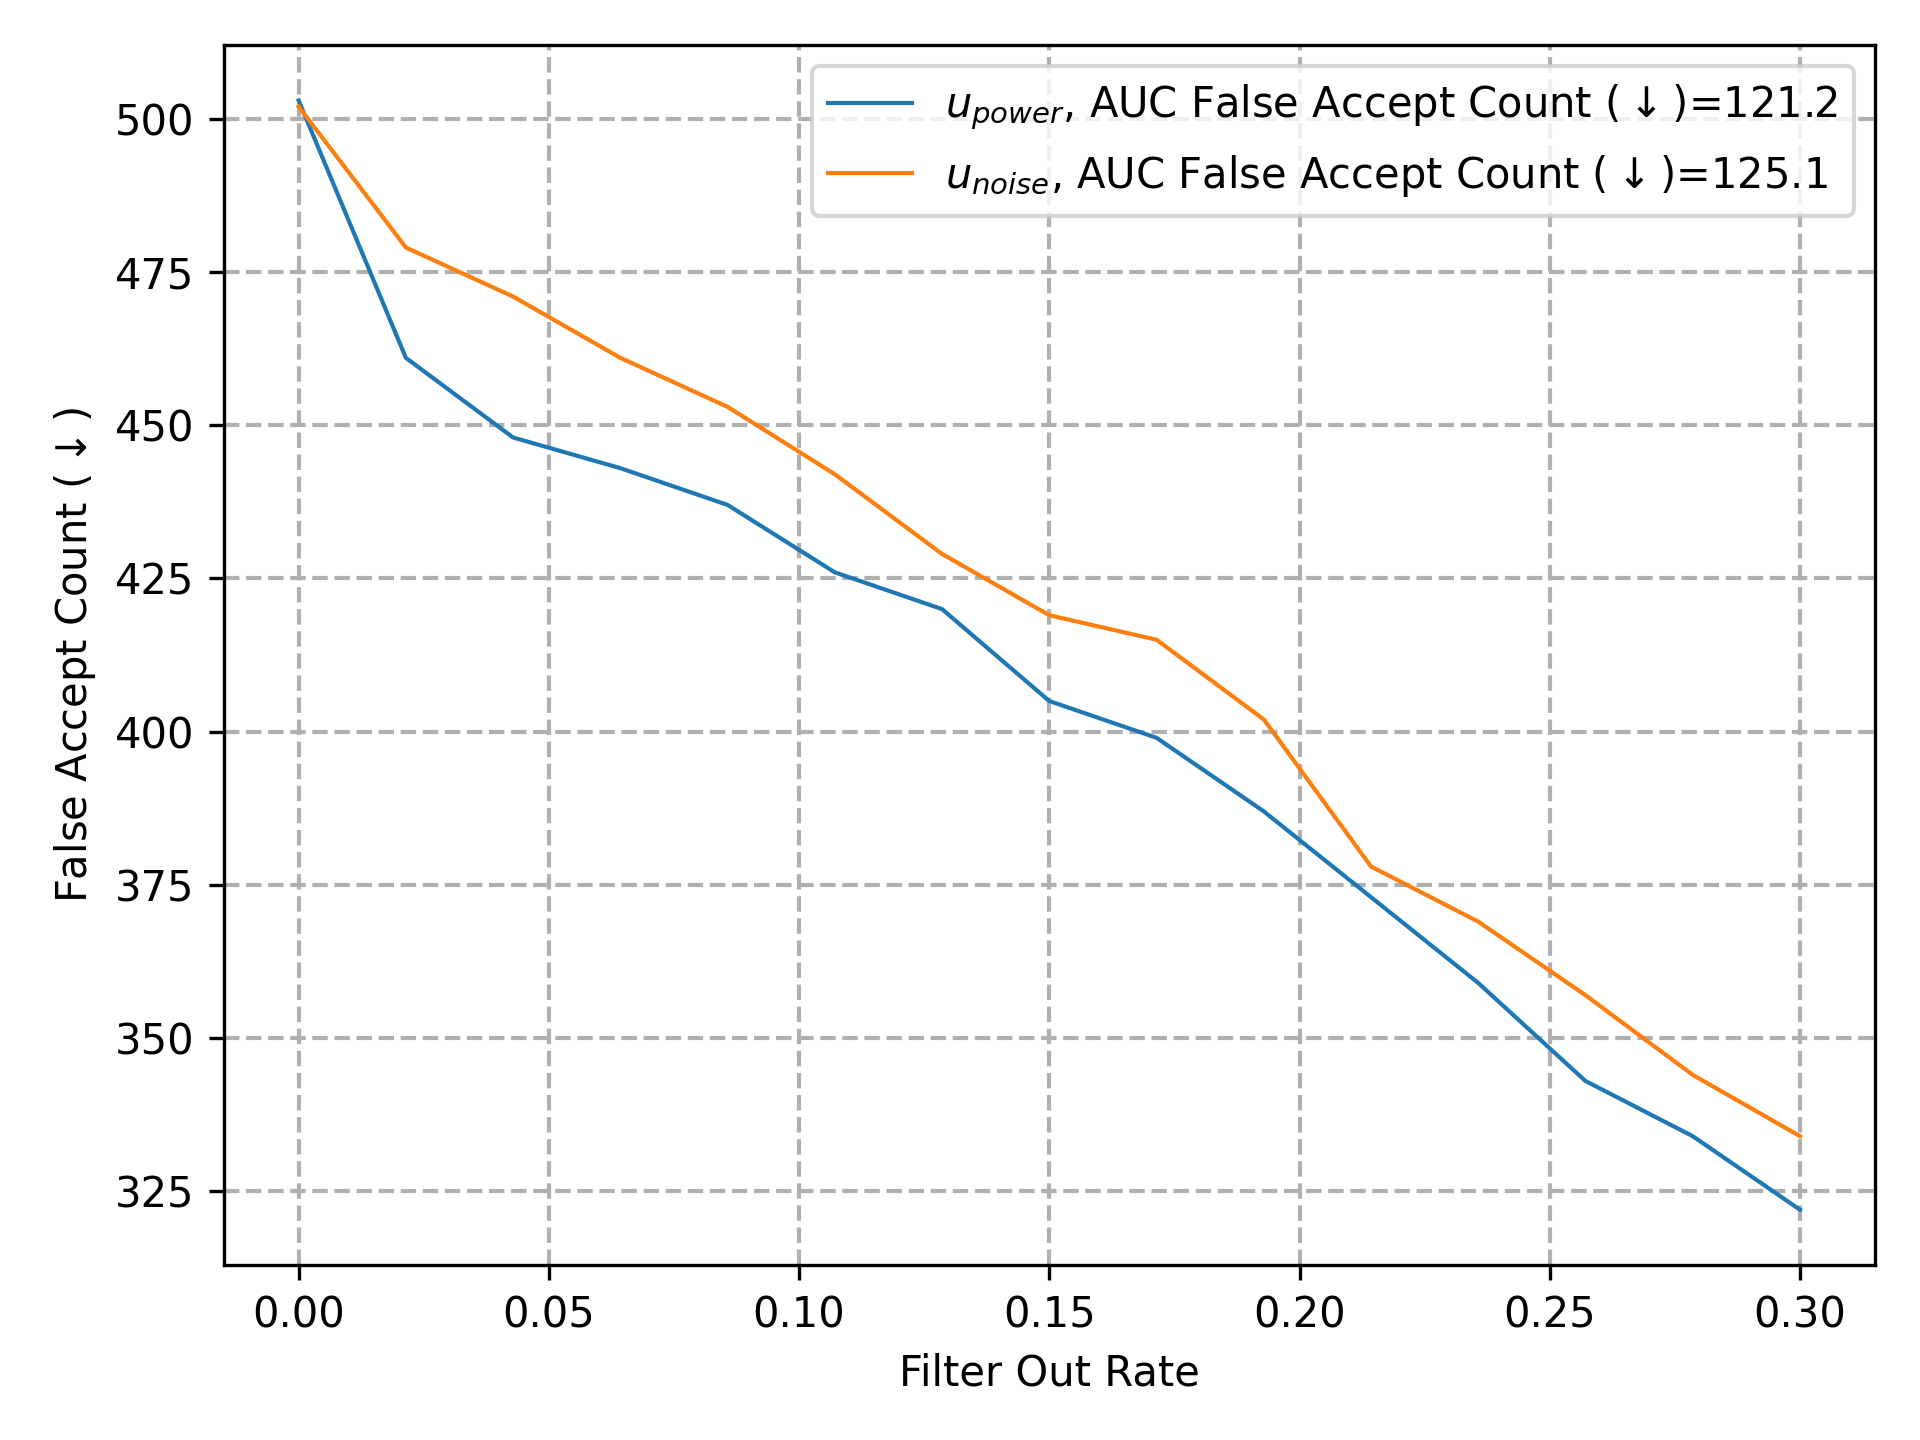 u_power, AUC False Accept Count (↓)=121.2
u_noise, AUC False Accept Count (↓)=125.1
500
475
450
425
400
375
350
325
False Accept Count (↓)
0.00 0.05 0.10 0.15 0.20 0.25 0.30
Filter Out Rate